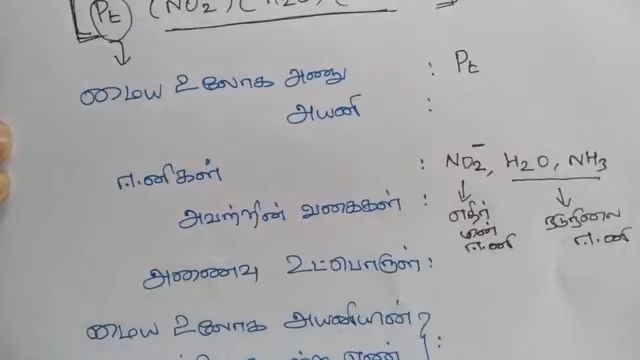 [Pt (NO2) (H2O) (
மைய உலோக அணு : Pt
அயனி :
ஈ.னிகள் : NO2⁻, H2O, NH3
அவற்றின் வகைகள் : எதிர் மின் ஈ.னி நடுநிலை ஈ.னி
அணைவு உட்பொருள் :
மைய உலோக அயனியின் ? :